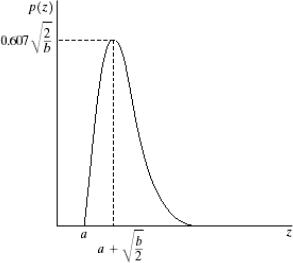 p(z)
0.607√(2/b)
a
z
a + √(b/2)